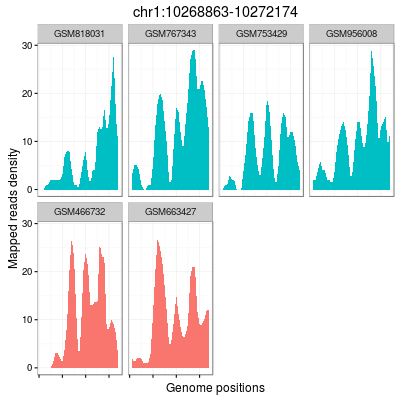 chr1:10268863-10272174
GSM818031 GSM767343 GSM753429 GSM956008
30
20
10
0
GSM466732 GSM663427
30
20
10
0
Mapped reads density
Genome positions